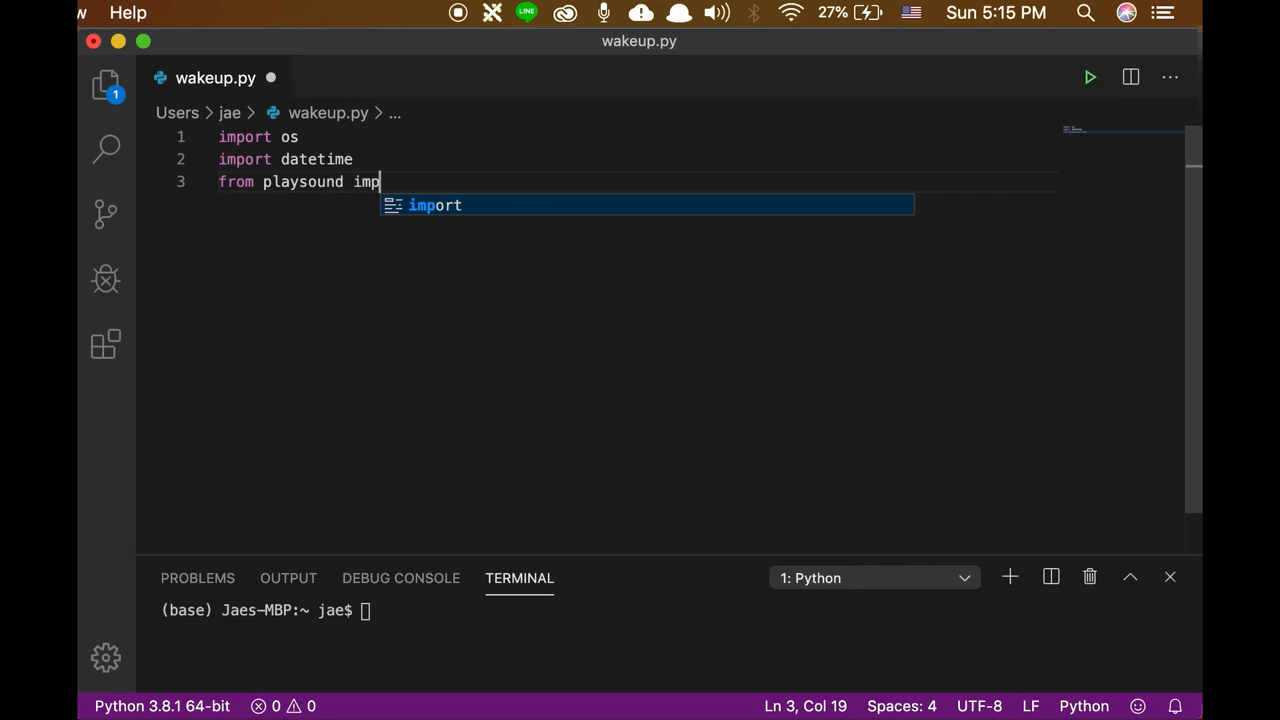 w Help 27% Sun 5:15 PM
LINE
wakeup.py
wakeup.py
1
Users > jae > wakeup.py > ...
1 import os
2 import datetime
3 from playsound imp
import
PROBLEMS OUTPUT DEBUG CONSOLE TERMINAL 1: Python
(base) Jaes-MBP:~ jae$
Python 3.8.1 64-bit 0 0 Ln 3, Col 19 Spaces: 4 UTF-8 LF Python